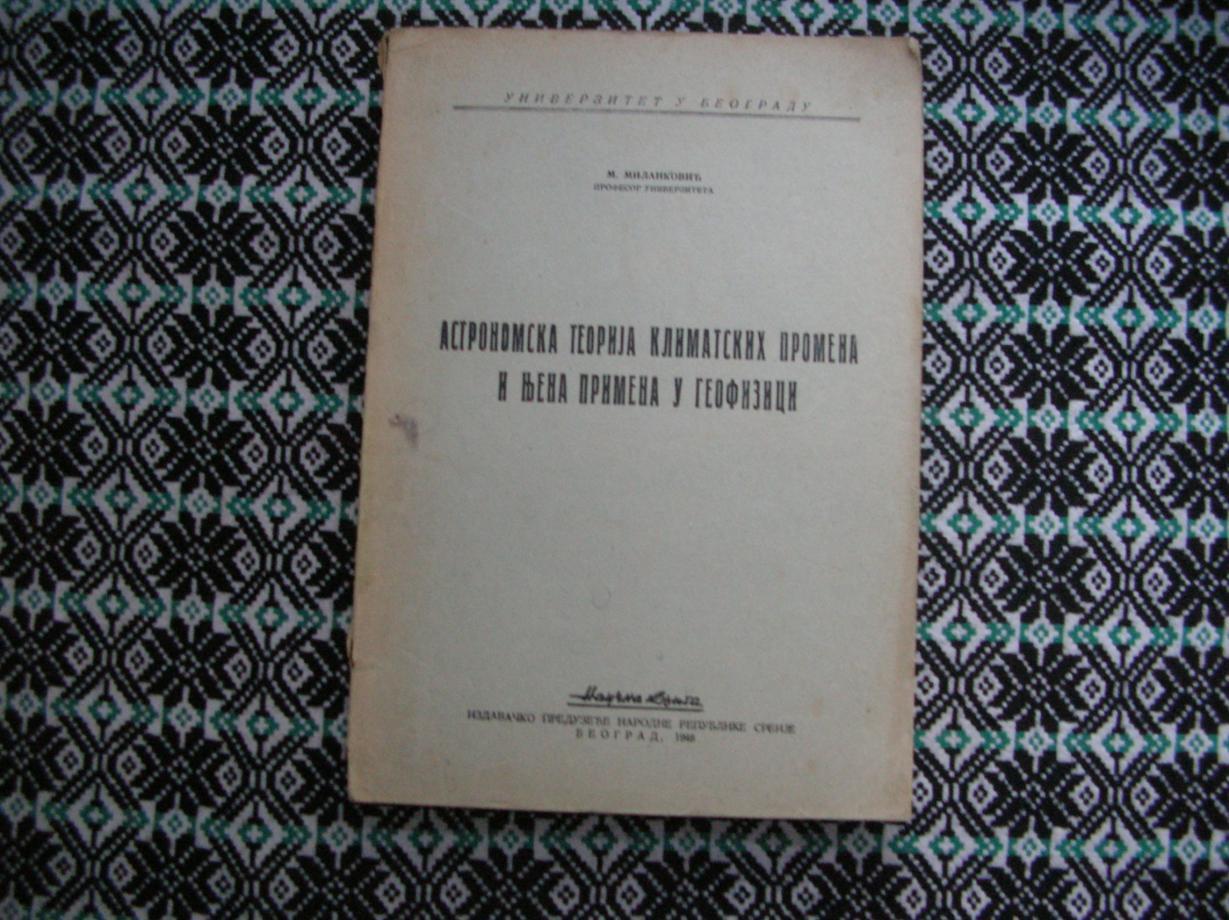 УНИВЕРЗИТЕТ У БЕОГРАДУ
М. МИЛАНКОВИЋ
ПРОФЕСОР УНИВЕРЗИТЕТА
АСТРОНОМСКА ТЕОРИЈА КЛИМАТСКИХ ПРОМЕНА
И ЊЕНА ПРИМЕНА У ГЕОФИЗИЦИ
Научна књига
ИЗДАВАЧКО ПРЕДУЗЕЋЕ НАРОДНЕ РЕПУБЛИКЕ СРБИЈЕ
БЕОГРАД, 1948